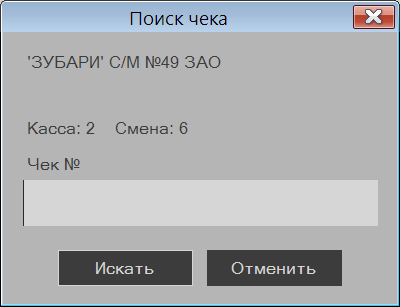 Поиск чека
'ЗУБАРИ' С/М №49 ЗАО
Касса: 2 Смена: 6
Чек №
Искать Отменить